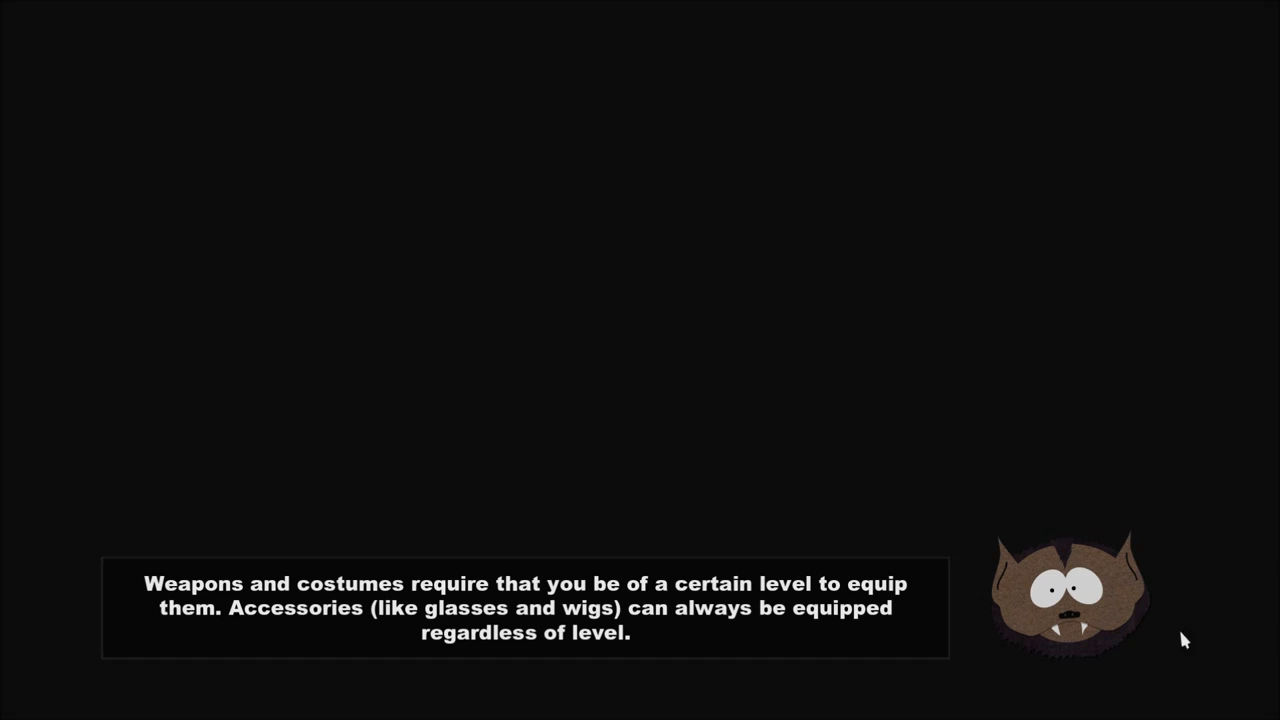 Weapons and costumes require that you be of a certain level to equip
them. Accessories (like glasses and wigs) can always be equipped
regardless of level.